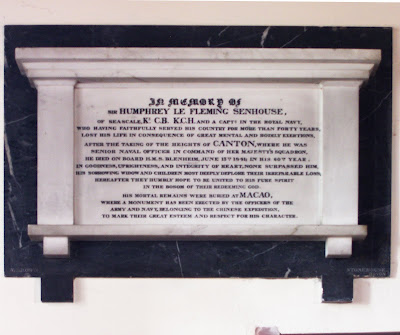 IN MEMORY OF
SIR HUMPHREY LE FLEMING SENHOUSE,
OF SEASCALE, KT. C.B. K.C.H. AND A CAPTN. IN THE ROYAL NAVY,
WHO HAVING FAITHFULLY SERVED HIS COUNTRY FOR MORE THAN FORTY YEARS,
LOST HIS LIFE IN CONSEQUENCE OF GREAT MENTAL AND BODILY EXERTIONS,
AFTER THE TAKING OF THE HEIGHTS OF CANTON, WHERE HE WAS
SENIOR NAVAL OFFICER IN COMMAND OF HER MAJESTY'S SQUADRON,
HE DIED ON BOARD H.M.S. BLENHEIM, JUNE 13TH 1841, IN HIS 60TH YEAR;
IN GOODNESS, UPRIGHTNESS, AND INTEGRITY OF HEART, NONE SURPASSED HIM,
HIS SORROWING WIDOW AND CHILDREN MOST DEEPLY DEPLORE THEIR IRREPARABLE LOSS,
HEREAFTER THEY HUMBLY HOPE TO BE UNITED TO HIS PURE SPIRIT
IN THE BOSOM OF THEIR REDEEMING GOD.
HIS MORTAL REMAINS WERE BURIED AT MACAO,
WHERE A MONUMENT HAS BEEN ERECTED BY THE OFFICERS OF THE
ARMY AND NAVY, BELONGING TO THE CHINESE EXPEDITION,
TO MARK THEIR GREAT ESTEEM AND RESPECT FOR HIS CHARACTER.